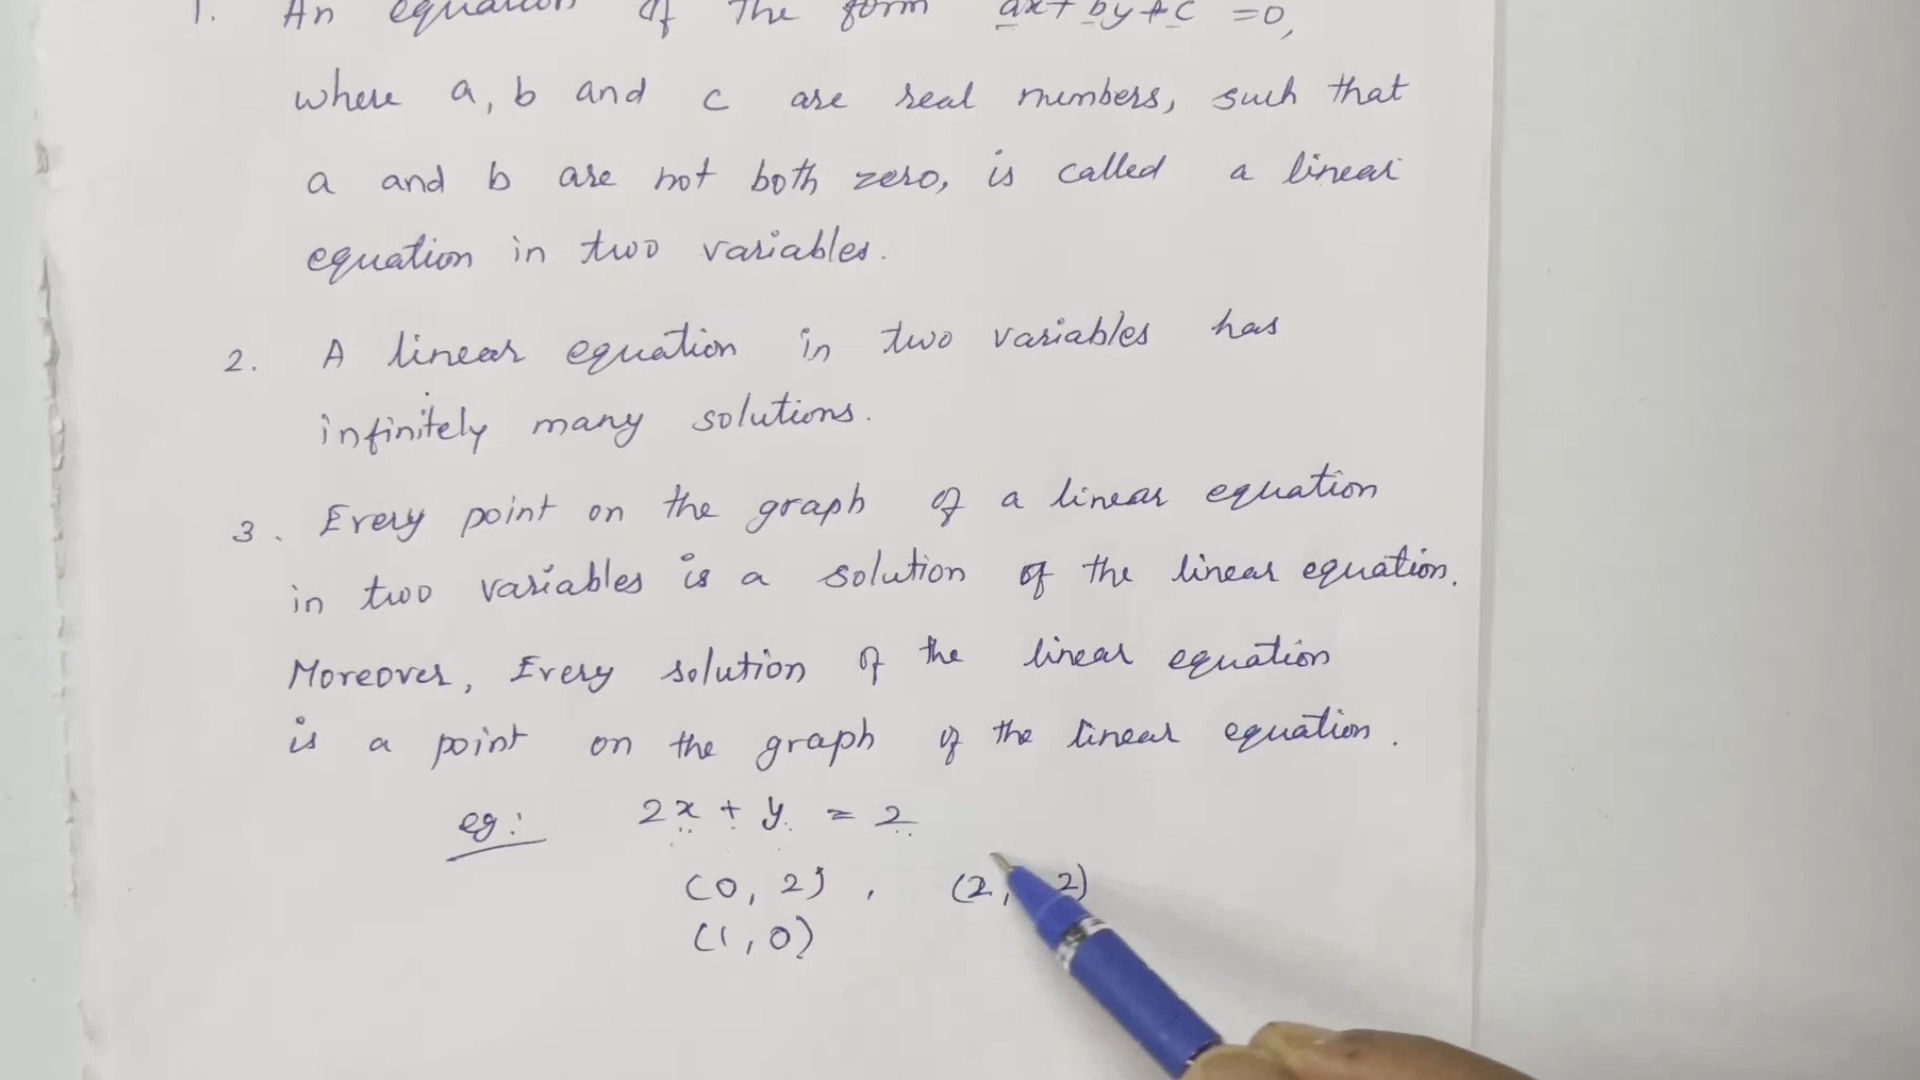 1. An equation of the form ax + by + c = 0,
where a, b and c are real numbers, such that
a and b are not both zero, is called a linear
equation in two variables.
2. A linear equation in two variables has
infinitely many solutions.
3. Every point on the graph of a linear equation
in two variables is a solution of the linear equation.
Moreover, Every solution of the linear equation
is a point on the graph of the linear equation.
eg: 2x + y = 2
(0, 2), (2, 2)
(1, 0)